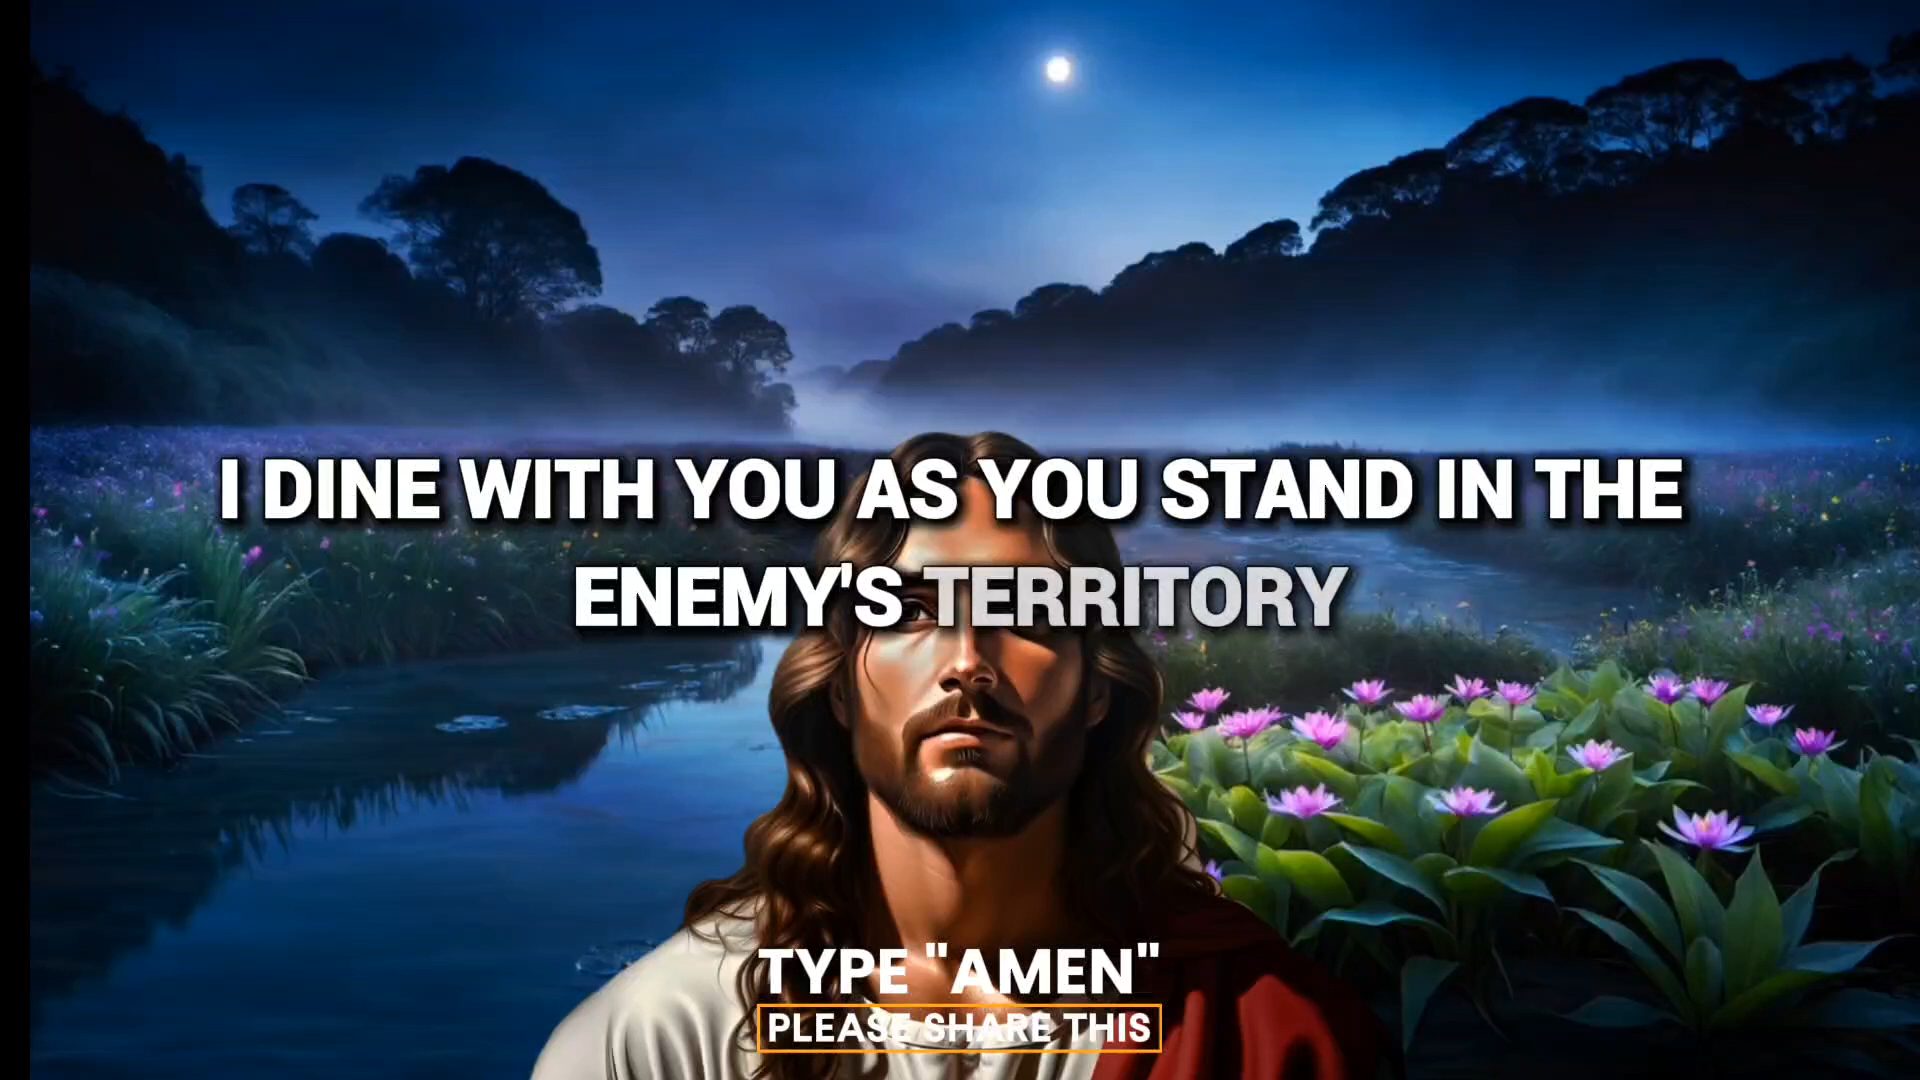 I DINE WITH YOU AS YOU STAND IN THE
ENEMY'S TERRITORY
TYPE "AMEN"
PLEASE SHARE THIS